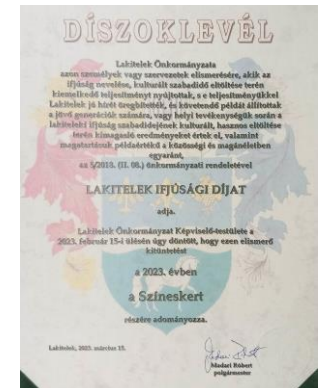 DÍSZOKLEVÉL
Lakitelek Önkormányzata
azon személyek vagy szervezetek elismerésére, akik az
ifjúság nevelése, kulturált szabadidő eltöltése terén
kiemelkedő teljesítményt nyújtottak, s e teljesítményükkel
Lakitelek jó hírét öregbítették, és követendő példát állítottak
a jövő generációk számára, vagy helyi tevékenységük során a
lakiteleki ifjúság szabadidejének kulturált, hasznos eltöltése
terén kimagasló eredményeket értek el, valamint
magatartásuk példaértékű a közösségi és magánéletben
egyaránt,
az 5/2015. (II. 08.) önkormányzati rendeletével
LAKITELEK IFJÚSÁGI DÍJAT
adja.
Lakitelek Önkormányzat Képviselő-testülete a
2023. február 15-i ülésén úgy döntött, hogy ezen elismerő
kitüntetést
a 2023. évben
a Színeskert
részére adományozza.
Lakitelek, 2023. március 15.
Madari Róbert
polgármester